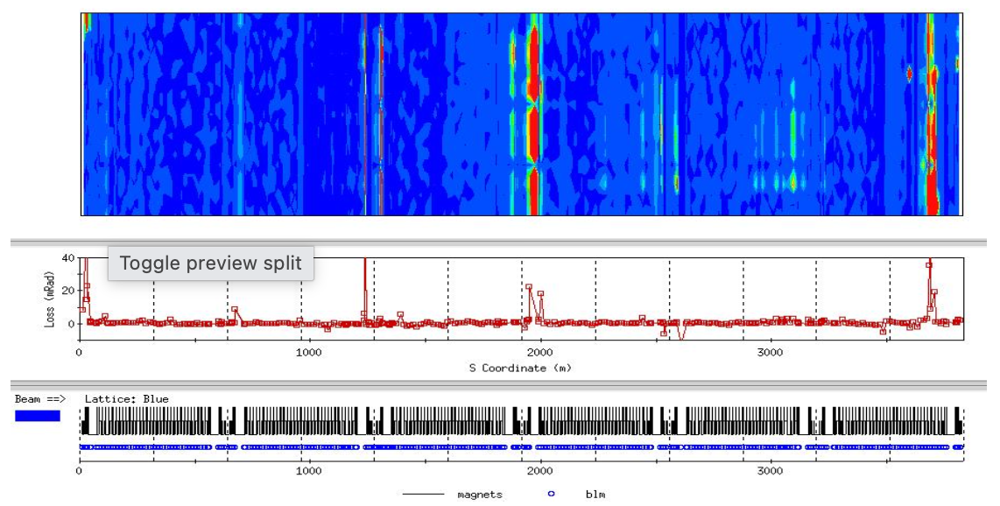 Toggle preview split
40
20
0
Loss (mRad)
0 1000 2000 3000
S Coordinate (m)
Beam ==> Lattice: Blue
0 1000 2000 3000
magnets blm